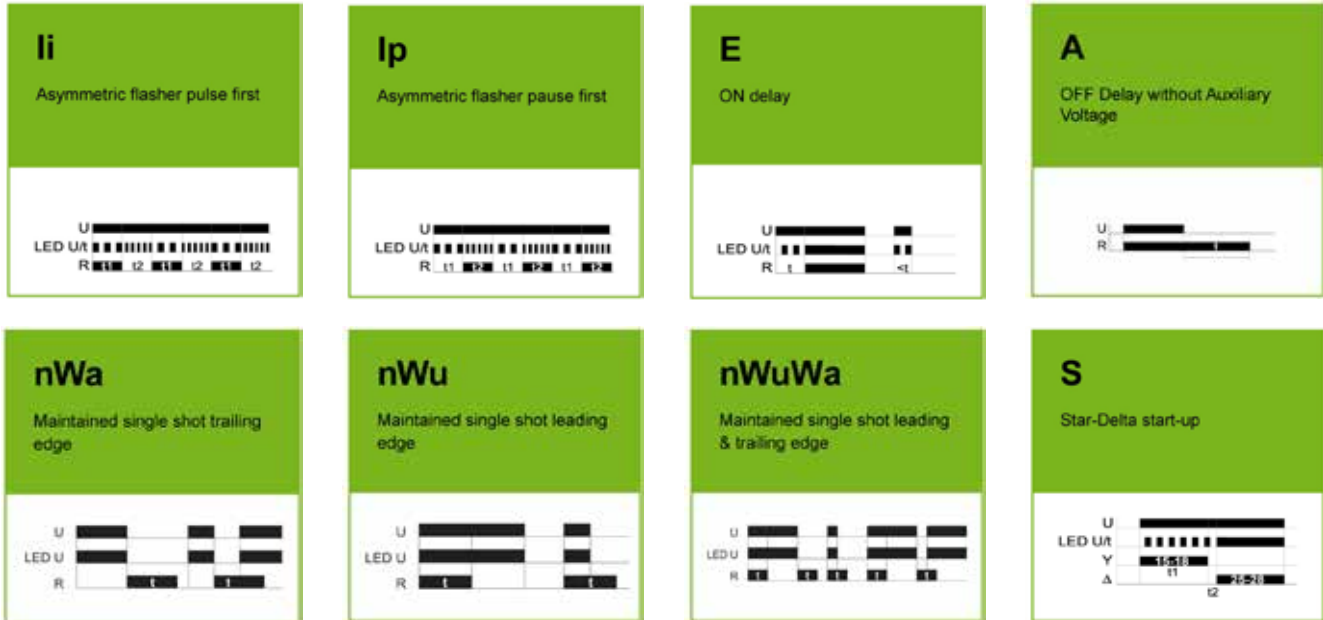 Ii
Asymmetric flasher pulse first
U
LED U/t
R t1 t2 t1 t2 t1 t2
Ip
Asymmetric flasher pause first
U
LED U/t
R t1 t2 t1 t2 t1 t2
E
ON delay
U
LED U/t
R t <t
A
OFF Delay without Auxiliary
Voltage
U
R t
nWa
Maintained single shot trailing
edge
U
LED U
R t t
nWu
Maintained single shot leading
edge
U
LED U
R t t
nWuWa
Maintained single shot leading
& trailing edge
U
LED U
R t t t t t
S
Star-Delta start-up
U
LED U/t
Y 15-18
t1
Δ 25-28
t2